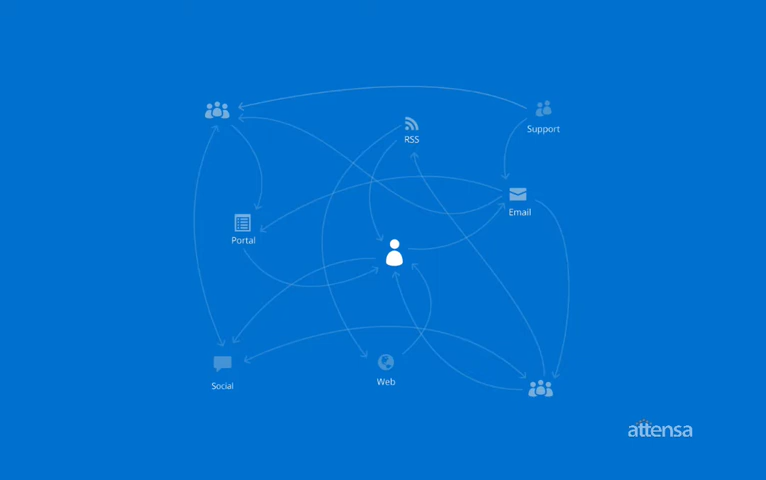 RSS
Support
Email
Portal
Social
Web
attensa